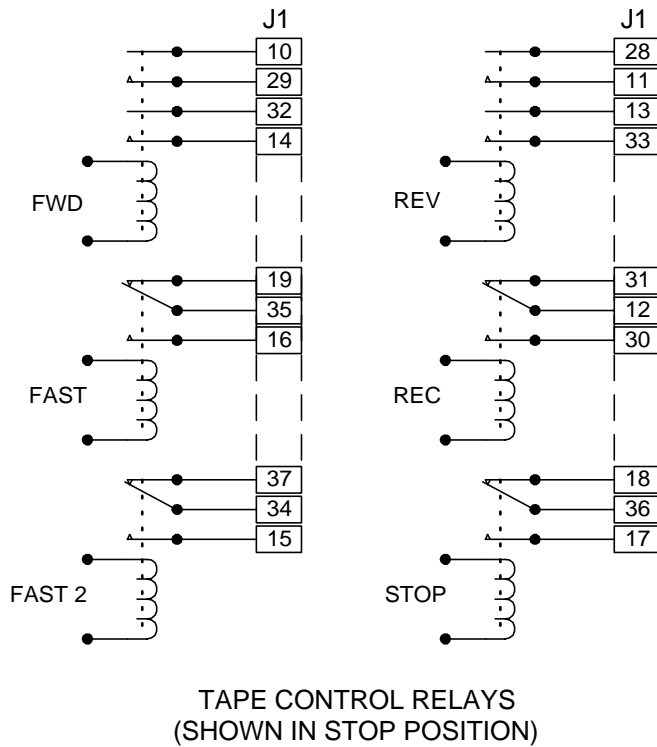 J1
10
29
32
14
FWD
19
35
16
FAST
37
34
15
FAST 2
J1
28
11
13
33
REV
31
12
30
REC
18
36
17
STOP
TAPE CONTROL RELAYS
(SHOWN IN STOP POSITION)